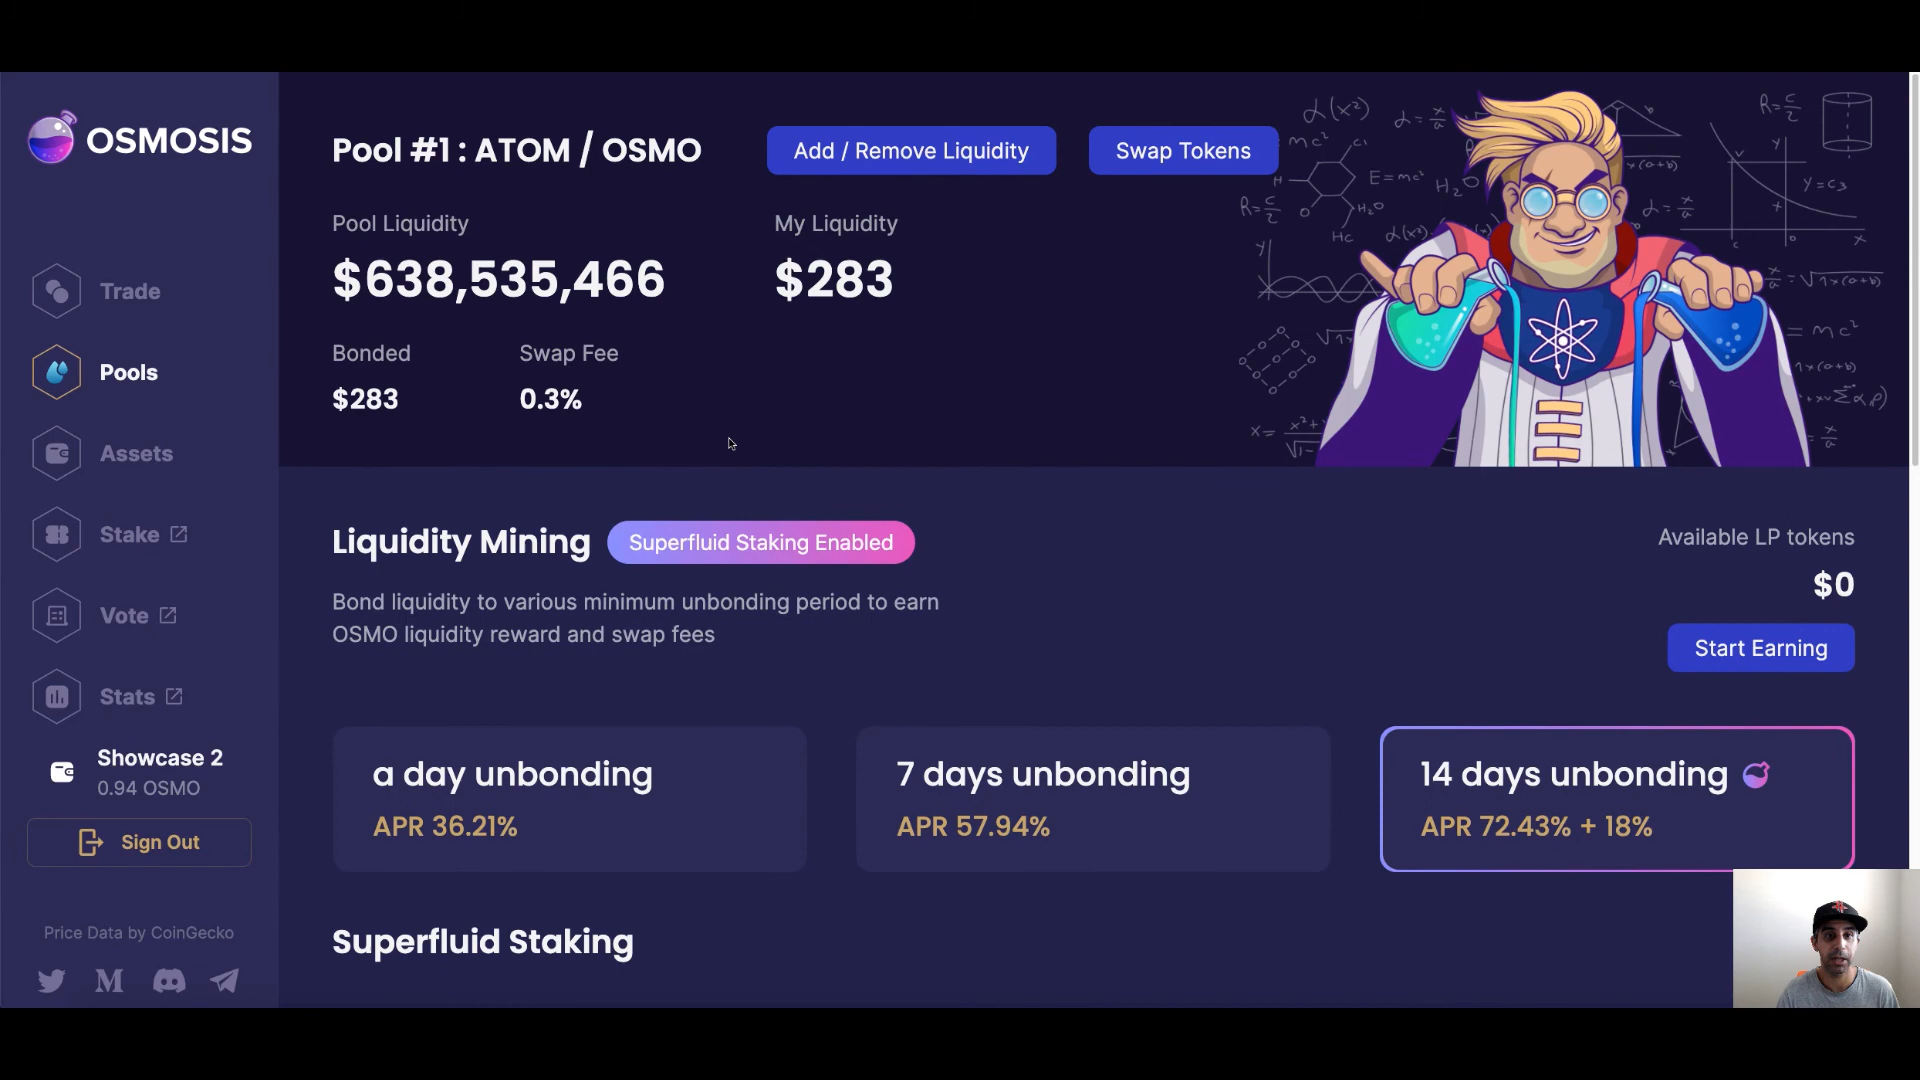 OSMOSIS
Trade
Pools
Assets
Stake
Vote
Stats
Showcase 2
0.94 OSMO
Sign Out
Price Data by CoinGecko
Pool #1 : ATOM / OSMO
Add / Remove Liquidity
Swap Tokens
Pool Liquidity
My Liquidity
$638,535,466
$283
Bonded
Swap Fee
$283
0.3%
Liquidity Mining
Superfluid Staking Enabled
Bond liquidity to various minimum unbonding period to earn
OSMO liquidity reward and swap fees
Available LP tokens
$0
Start Earning
a day unbonding
APR 36.21%
7 days unbonding
APR 57.94%
14 days unbonding
APR 72.43% + 18%
Superfluid Staking